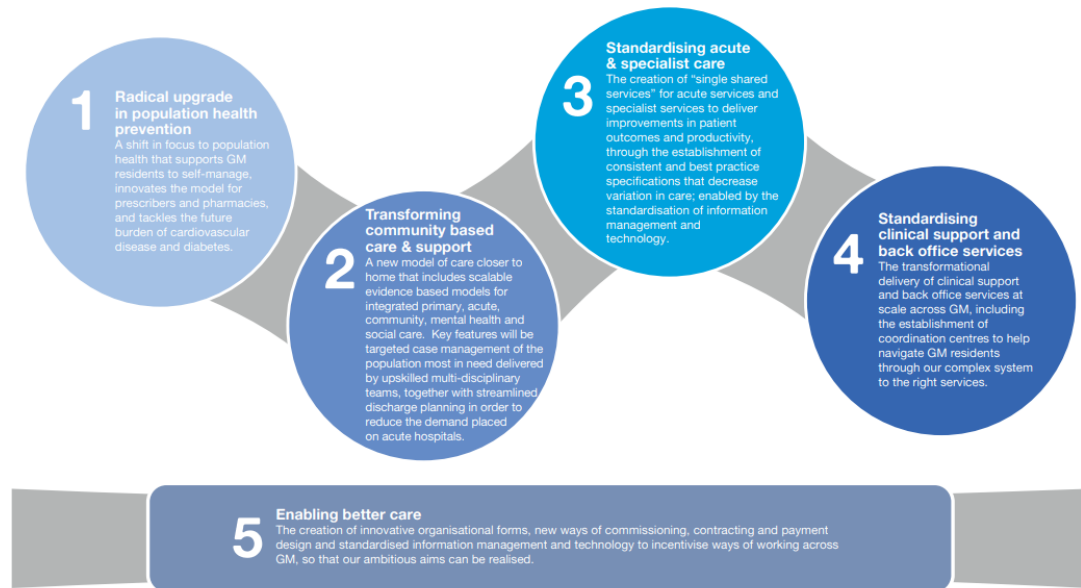 1
Radical upgrade
in population health
prevention
A shift in focus to population
health that supports GM
residents to self-manage,
innovates the model for
prescribers and pharmacies,
and tackles the future
burden of cardiovascular
disease and diabetes.
2
Transforming
community based
care & support
A new model of care closer to
home that includes scalable
evidence based models for
integrated primary, acute,
community, mental health and
social care. Key features will be
targeted case management of the
population most in need delivered
by upskilled multi-disciplinary
teams, together with streamlined
discharge planning in order to
reduce the demand placed
on acute hospitals.
3
Standardising acute
& specialist care
The creation of “single shared
services” for acute services and
specialist services to deliver
improvements in patient
outcomes and productivity,
through the establishment of
consistent and best practice
specifications that decrease
variation in care; enabled by the
standardisation of information
management and
technology.
4
Standardising
clinical support and
back office services
The transformational
delivery of clinical support
and back office services at
scale across GM, including
the establishment of
coordination centres to help
navigate GM residents
through our complex system
to the right services.
5
Enabling better care
The creation of innovative organisational forms, new ways of commissioning, contracting and payment
design and standardised information management and technology to incentivise ways of working across
GM, so that our ambitious aims can be realised.